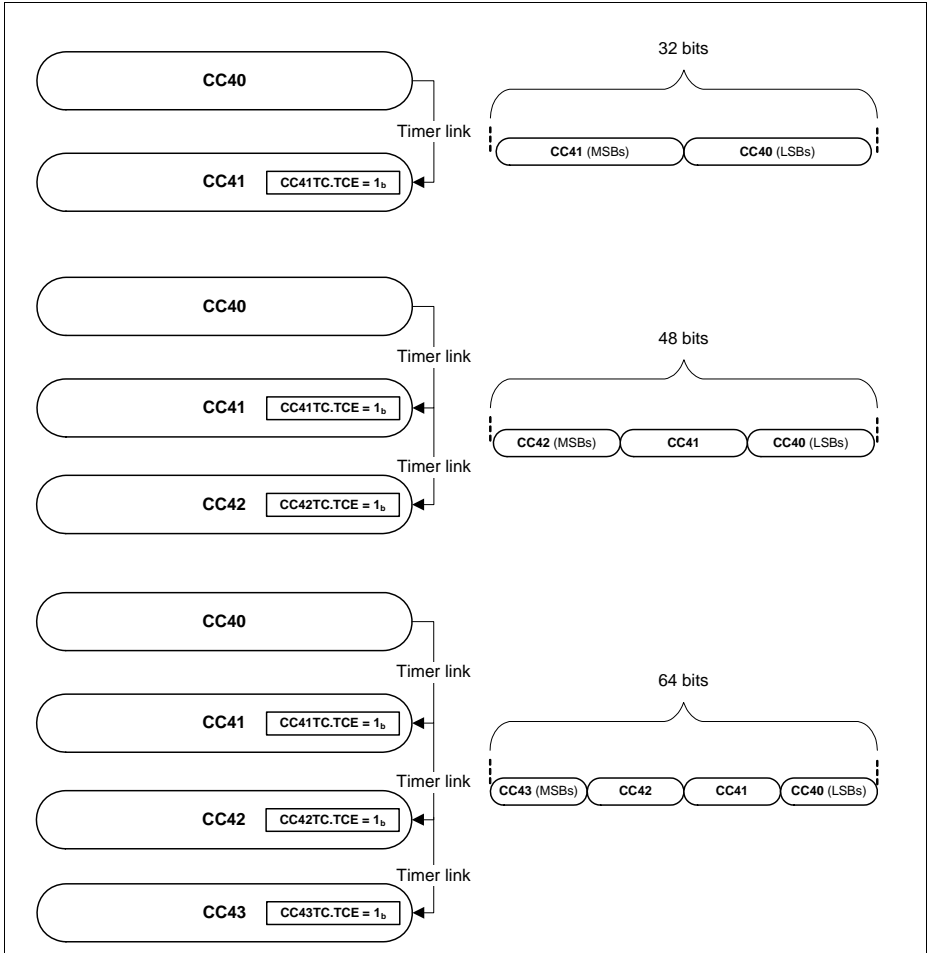 CC40
Timer link
CC41 CC41TC.TCE = 1b
32 bits
CC41 (MSBs) CC40 (LSBs)
CC40
Timer link
CC41 CC41TC.TCE = 1b
Timer link
CC42 CC42TC.TCE = 1b
48 bits
CC42 (MSBs) CC41 CC40 (LSBs)
CC40
Timer link
CC41 CC41TC.TCE = 1b
Timer link
CC42 CC42TC.TCE = 1b
Timer link
CC43 CC43TC.TCE = 1b
64 bits
CC43 (MSBs) CC42 CC41 CC40 (LSBs)